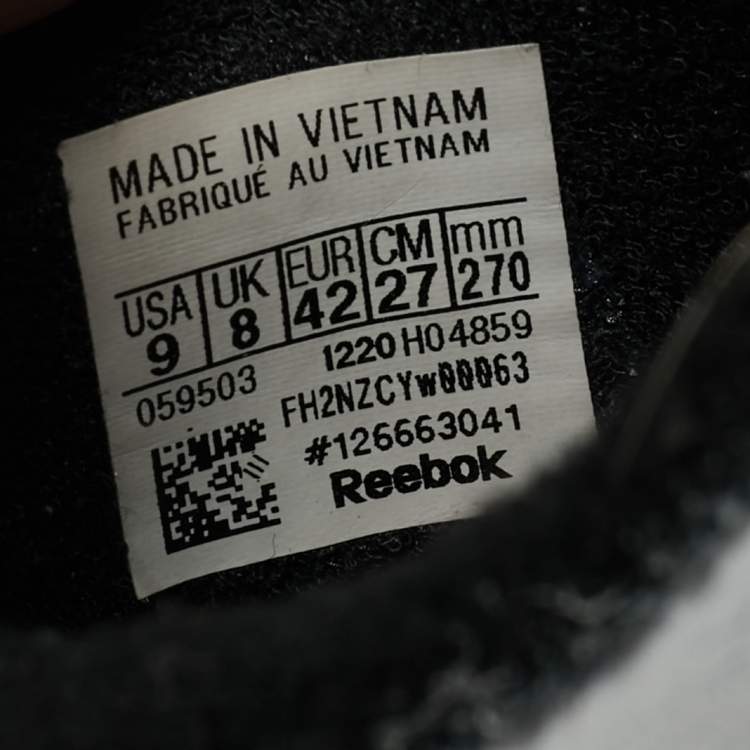 MADE IN VIETNAM
FABRIQUÉ AU VIETNAM
USA UK EUR CM mm
9 8 42 27 270
1220 H04859
059503
FH2NZCYw00063
#126663041
Reebok